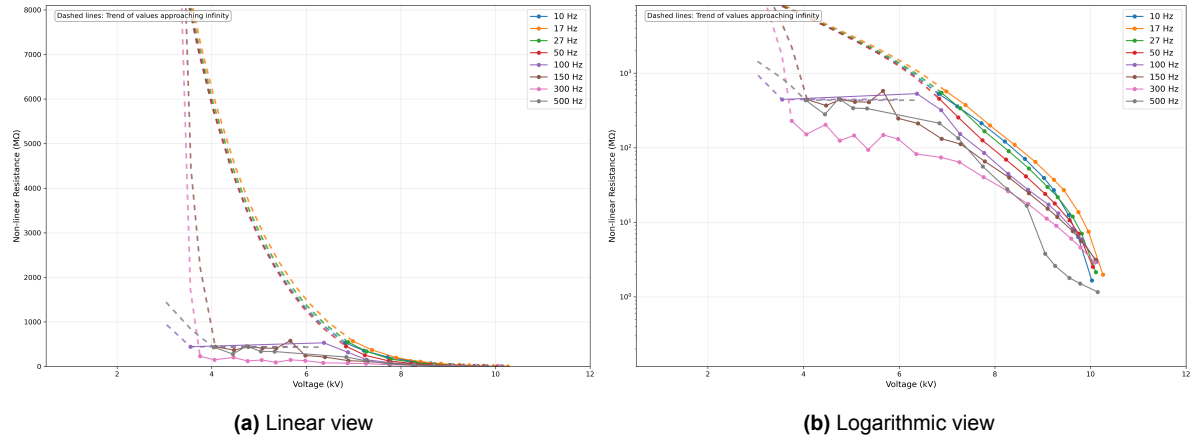 Dashed lines: Trend of values approaching infinity
10 Hz
17 Hz
27 Hz
50 Hz
100 Hz
150 Hz
300 Hz
500 Hz
8000
7000
6000
5000
4000
3000
2000
1000
0
Non-linear Resistance (MΩ)
2
4
6
8
10
12
Voltage (kV)
(a) Linear view
Dashed lines: Trend of values approaching infinity
10 Hz
17 Hz
27 Hz
50 Hz
100 Hz
150 Hz
300 Hz
500 Hz
10³
10²
10¹
10⁰
Non-linear Resistance (MΩ)
2
4
6
8
10
12
Voltage (kV)
(b) Logarithmic view